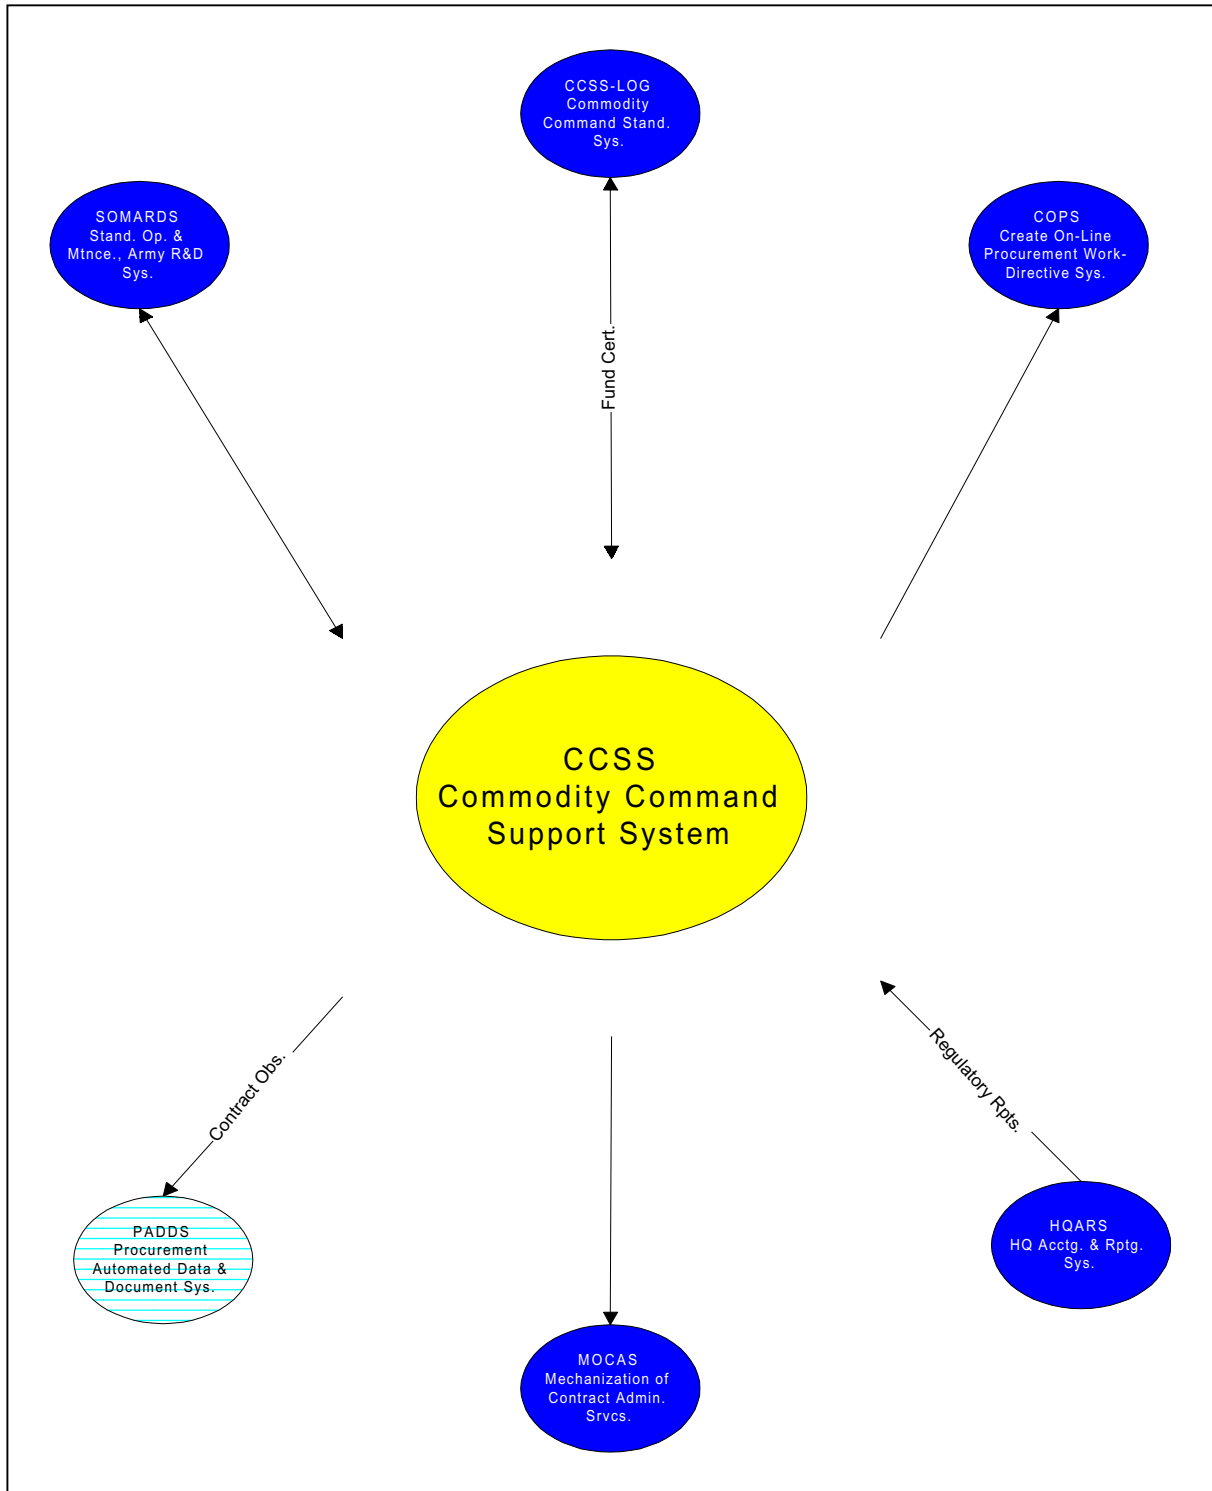 CCSS-LOG
Commodity
Command Stand.
Sys.
SOMARDS
Stand. Op. &
Mtnce., Army R&D
Sys.
COPS
Create On-Line
Procurement Work-
Directive Sys.
Fund Cert.
CCSS
Commodity Command
Support System
Contract Obs.
Regulatory Rpts.
PADDS
Procurement
Automated Data &
Document Sys.
HQARS
HQ Acctg. & Rptg.
Sys.
MOCAS
Mechanization of
Contract Admin.
Srvcs.